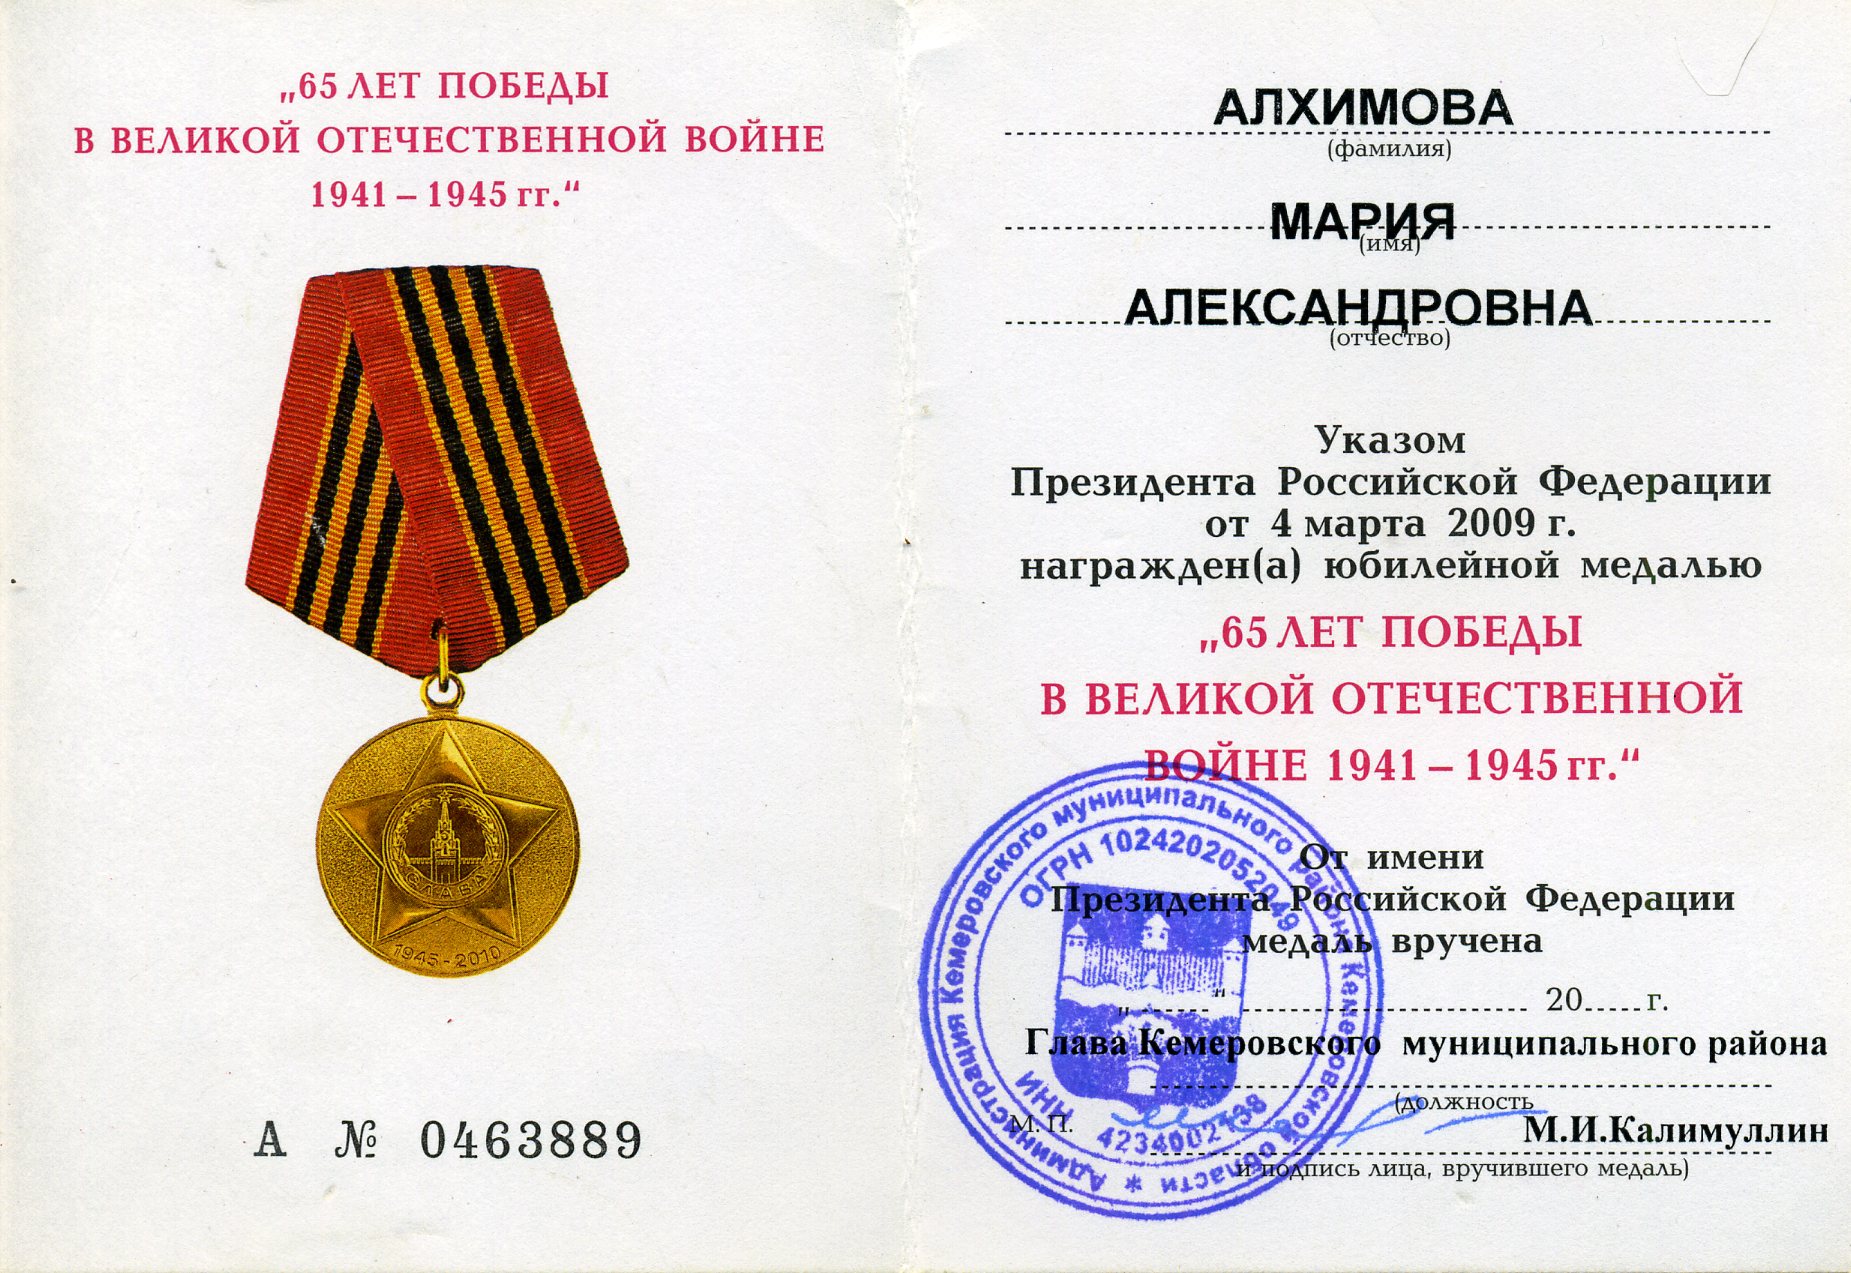 „65 ЛЕТ ПОБЕДЫ
В ВЕЛИКОЙ ОТЕЧЕСТВЕННОЙ ВОЙНЕ
1941 – 1945 гг.“
СЛАВА
1945-2010
А № 0463889
АЛХИМОВА
(фамилия)
МАРИЯ
(имя)
АЛЕКСАНДРОВНА
(отчество)
Указом
Президента Российской Федерации
от 4 марта 2009 г.
награжден(а) юбилейной медалью
„65 ЛЕТ ПОБЕДЫ
В ВЕЛИКОЙ ОТЕЧЕСТВЕННОЙ
ВОЙНЕ 1941 – 1945 гг.“
От имени
Президента Российской Федерации
медаль вручена
„ “ 20 г.
Глава Кемеровского муниципального района
(должность
М. П.
М.И.Калимуллин
и подпись лица, вручившего медаль)
Администрация Кемеровского муниципального района Кемеровской области *
ОГРН 1024202052049
ИНН 4234002138